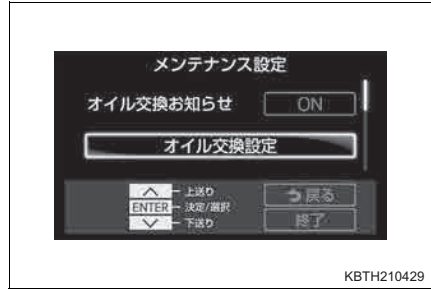 メンテナンス設定
オイル交換お知らせ ON
オイル交換設定
上送り
ENTER 決定/選択
下送り
戻る
終了
KBTH210429